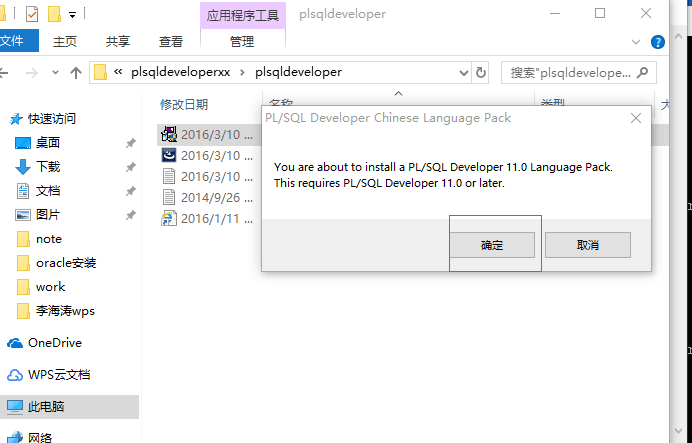 应用程序工具
plsqldeveloper
文件
主页
共享
查看
管理
« plsqldeveloperxx › plsqldeveloper
搜索"plsqldevelope...
修改日期
名称
类型
快速访问
桌面
下载
文档
图片
note
oracle安装
work
李海涛wps
OneDrive
WPS云文档
此电脑
网络
2016/3/10 ...
2016/3/10 ...
2016/3/10 ...
2014/9/26 ...
2016/1/11 ...
PL/SQL Developer Chinese Language Pack
You are about to install a PL/SQL Developer 11.0 Language Pack.
This requires PL/SQL Developer 11.0 or later.
确定
取消